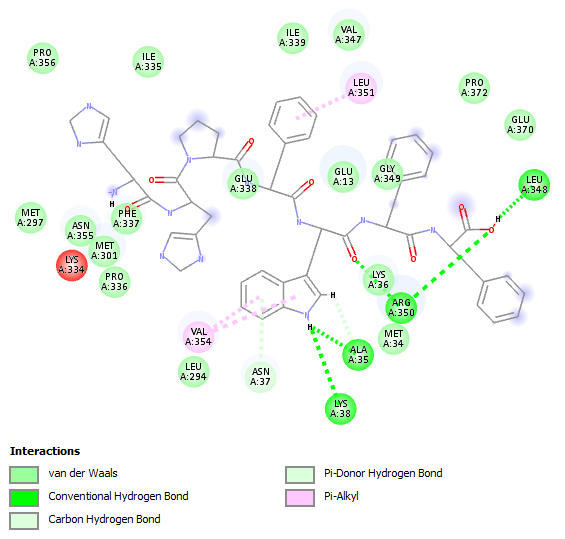 ILE
A:339
VAL
A:347
PRO
A:356
ILE
A:335
LEU
A:351
PRO
A:372
GLU
A:370
N
N
N
O
O
N
GLU
A:338
O
GLU
A:13
GLY
A:349
LEU
A:348
N
H
O
N
O
H
O
MET
A:297
PHE
A:337
ASN
A:355
MET
A:301
N
N
N
N
O
O
N
LYS
A:334
PRO
A:336
LYS
A:36
ARG
A:350
H
N
H
VAL
A:354
MET
A:34
ALA
A:35
LEU
A:294
ASN
A:37
LYS
A:38
Interactions
van der Waals
Pi-Donor Hydrogen Bond
Conventional Hydrogen Bond
Pi-Alkyl
Carbon Hydrogen Bond